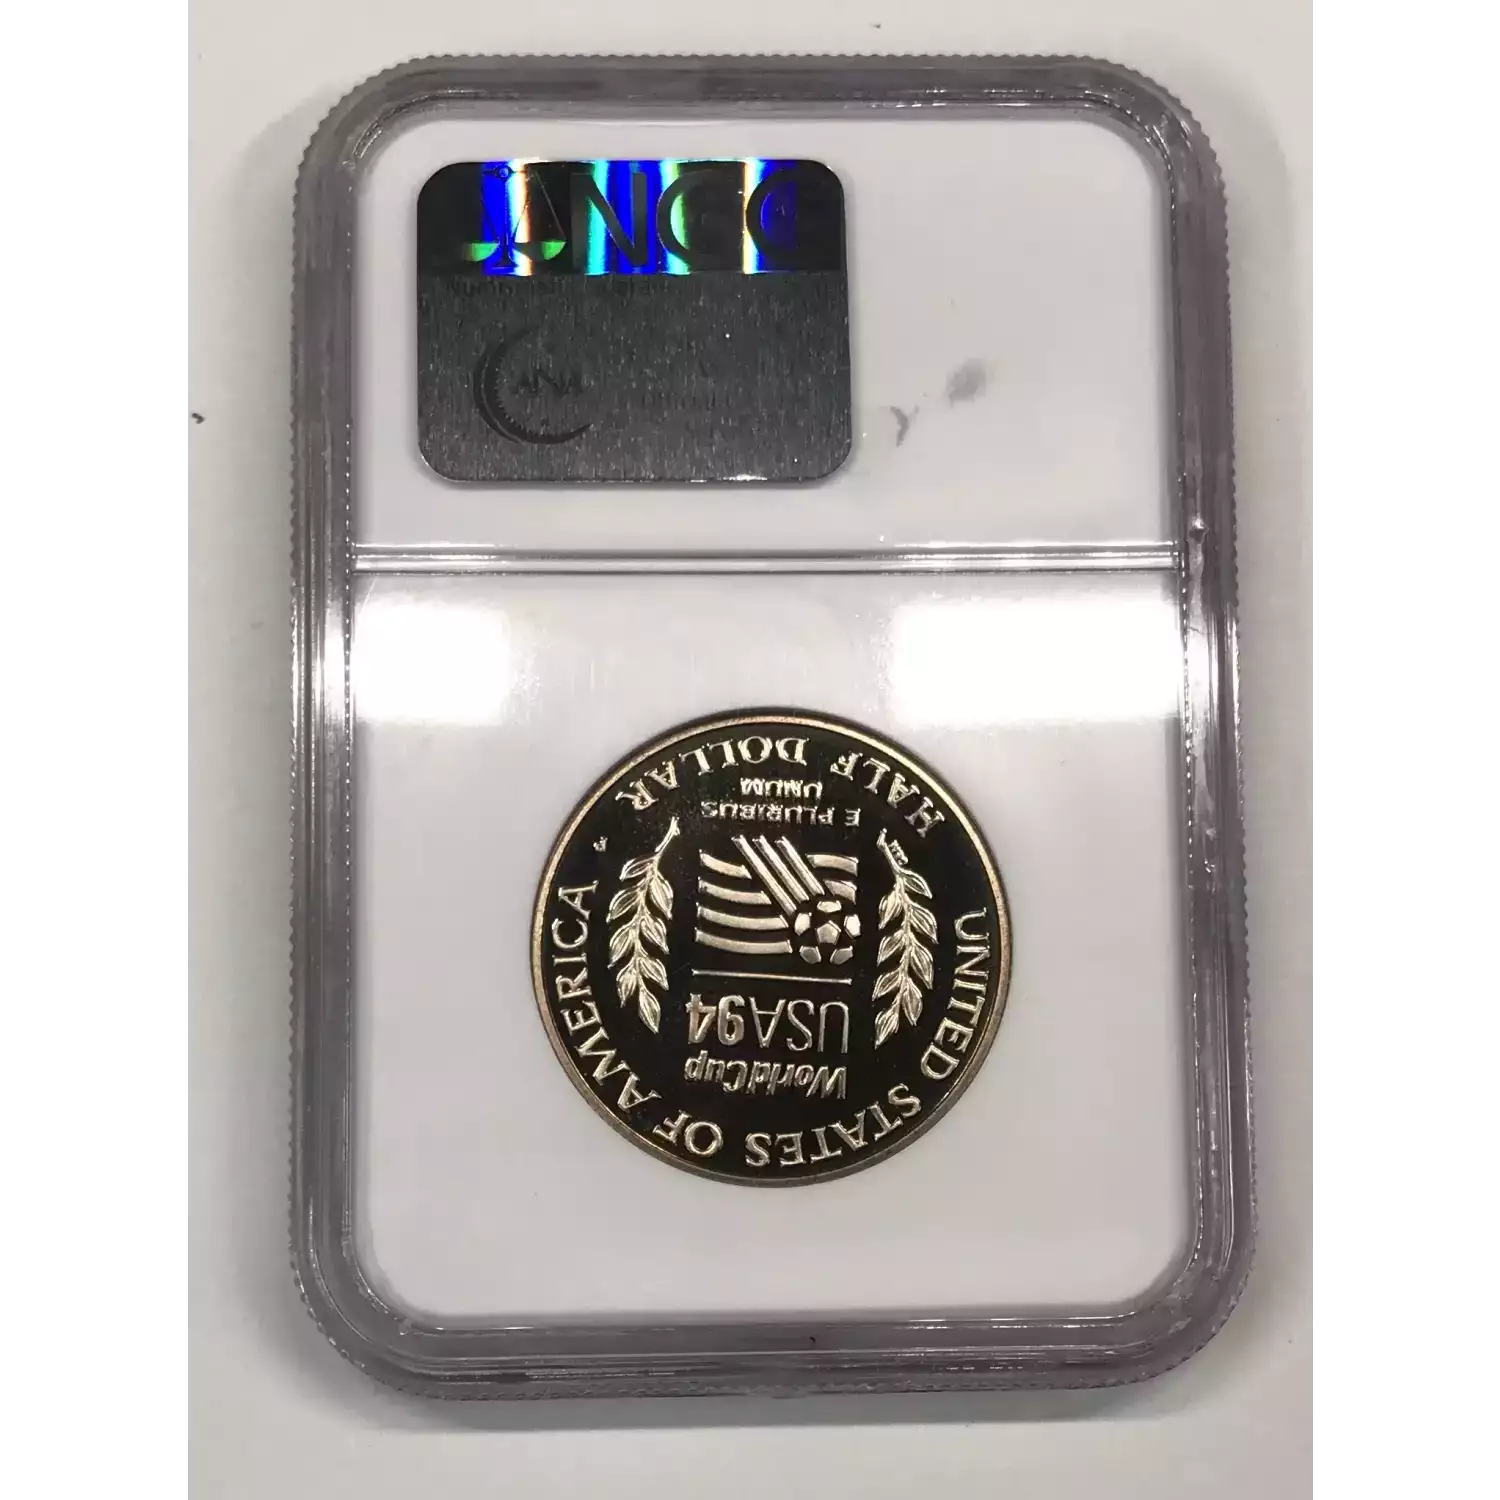 NGC
ANA
UNITED STATES OF AMERICA
WorldCup
USA94
E PLURIBUS
UNUM
HALF DOLLAR
P